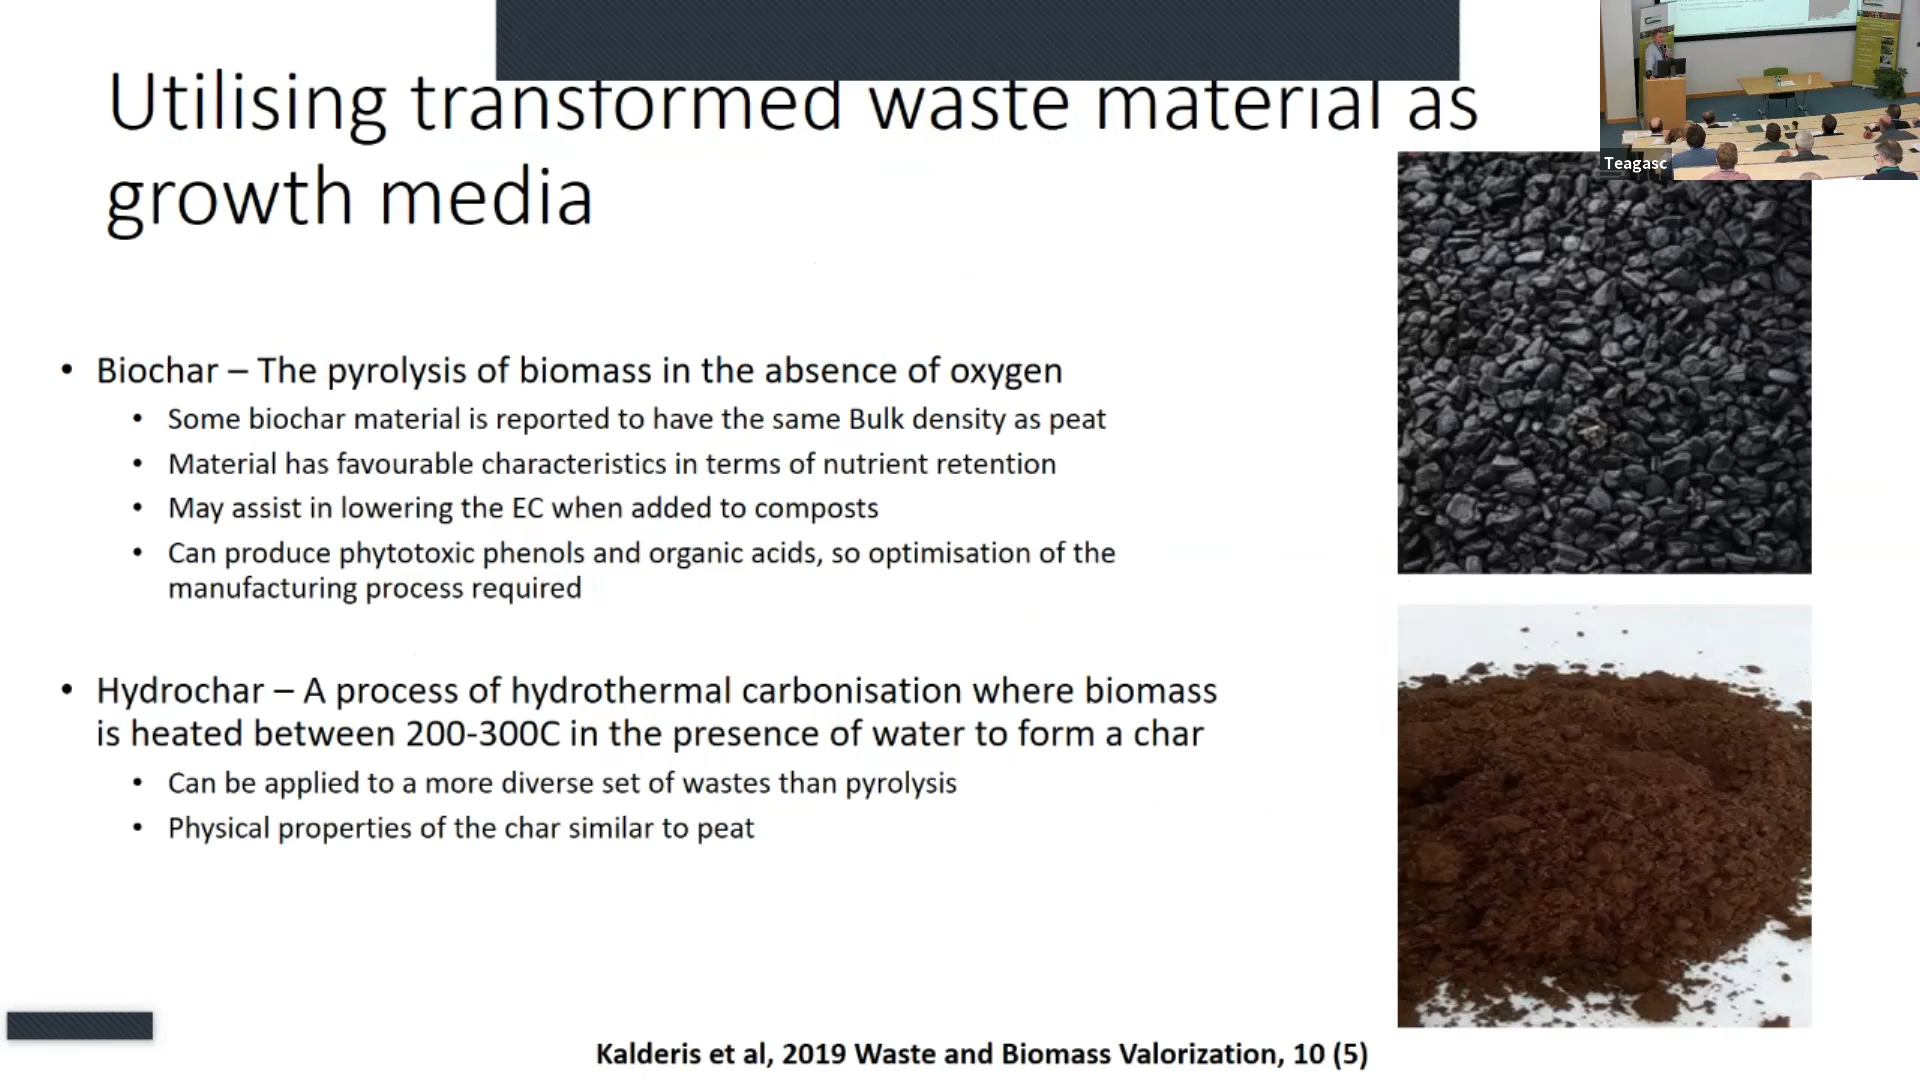 Utilising transformed waste material as
growth media
Teagasc
• Biochar – The pyrolysis of biomass in the absence of oxygen
• Some biochar material is reported to have the same Bulk density as peat
• Material has favourable characteristics in terms of nutrient retention
• May assist in lowering the EC when added to composts
• Can produce phytotoxic phenols and organic acids, so optimisation of the
manufacturing process required
• Hydrochar – A process of hydrothermal carbonisation where biomass
is heated between 200-300C in the presence of water to form a char
• Can be applied to a more diverse set of wastes than pyrolysis
• Physical properties of the char similar to peat
Kalderis et al, 2019 Waste and Biomass Valorization, 10 (5)